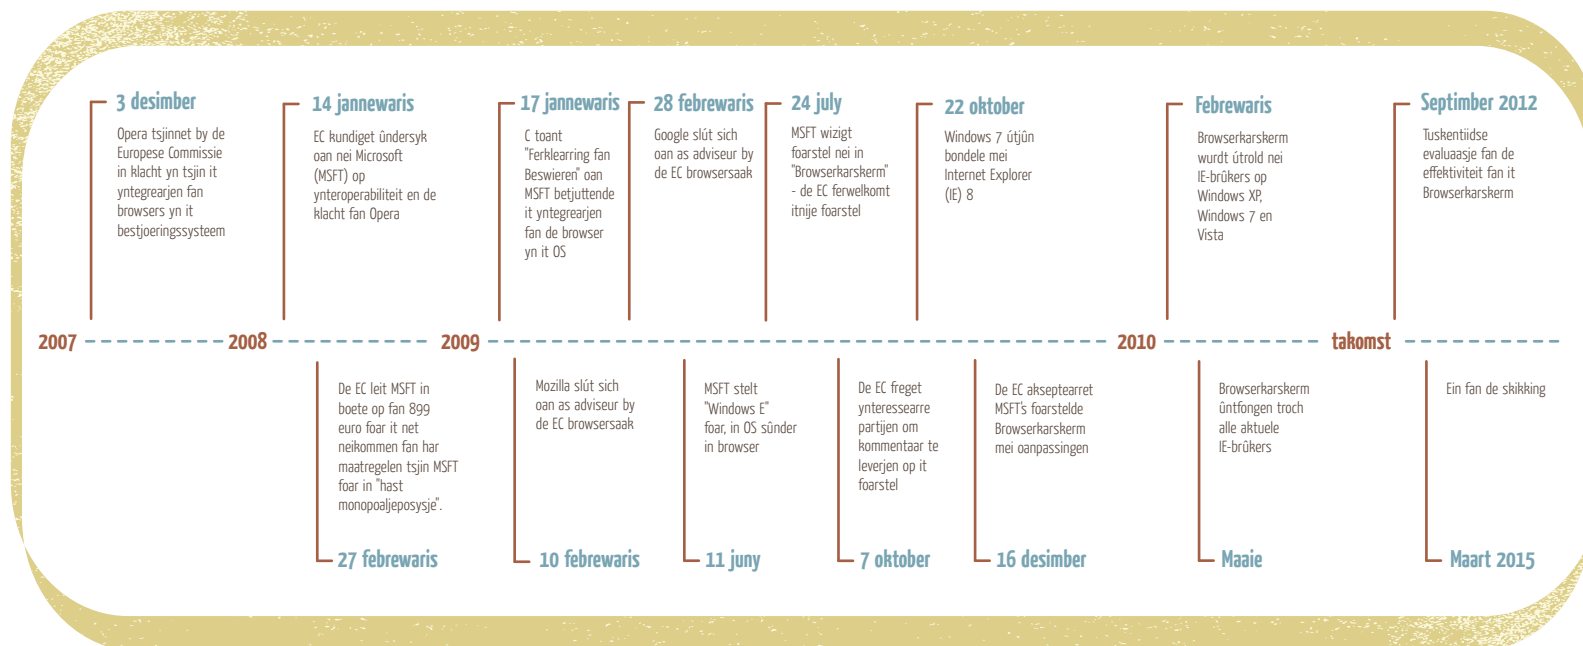 3 desimber
Opera tsjinnet by de
Europese Commissie
in klacht yn tsjin it
yntegrearjen fan
browsers yn it
bestjoeringssysteem
14 jannewaris
EC kundiget ûndersyk
oan nei Microsoft
(MSFT) op
ynteroperabiliteit en de
klacht fan Opera
17 jannewaris
C toant
"Ferklearring fan
Beswieren" oan
MSFT betjuttende
it yntegrearjen
fan de browser
yn it OS
28 febrewaris
Google slút sich
oan as adviseur by
de EC browsersaak
24 july
MSFT wizigt
foarstel nei in
"Browserkarskerm"
- de EC ferwelkomt
itnije foarstel
22 oktober
Windows 7 útjûn
bondele mei
Internet Explorer
(IE) 8
Febrewaris
Browserkarskerm
wurdt útrold nei
IE-brûkers op
Windows XP,
Windows 7 en
Vista
Septimber 2012
Tuskentiidse
evaluaasje fan de
effektiviteit fan it
Browserkarskerm
2007
2008
2009
2010
takomst
De EC leit MSFT in
boete op fan 899
euro foar it net
neikommen fan har
maatregelen tsjin MSFT
foar in "hast
monopoaljeposysje".
27 febrewaris
Mozilla slút sich
oan as adviseur by
de EC browsersaak
10 febrewaris
MSFT stelt
"Windows E"
foar, in OS sûnder
in browser
11 juny
De EC freget
ynteressearre
partijen om
kommentaar te
leverjen op it
foarstel
7 oktober
De EC akseptearret
MSFT's foarstelde
Browserkarskerm
mei oanpassingen
16 desimber
Browserkarskerm
ûntfongen troch
alle aktuele
IE-brûkers
Maaie
Ein fan de skikking
Maart 2015